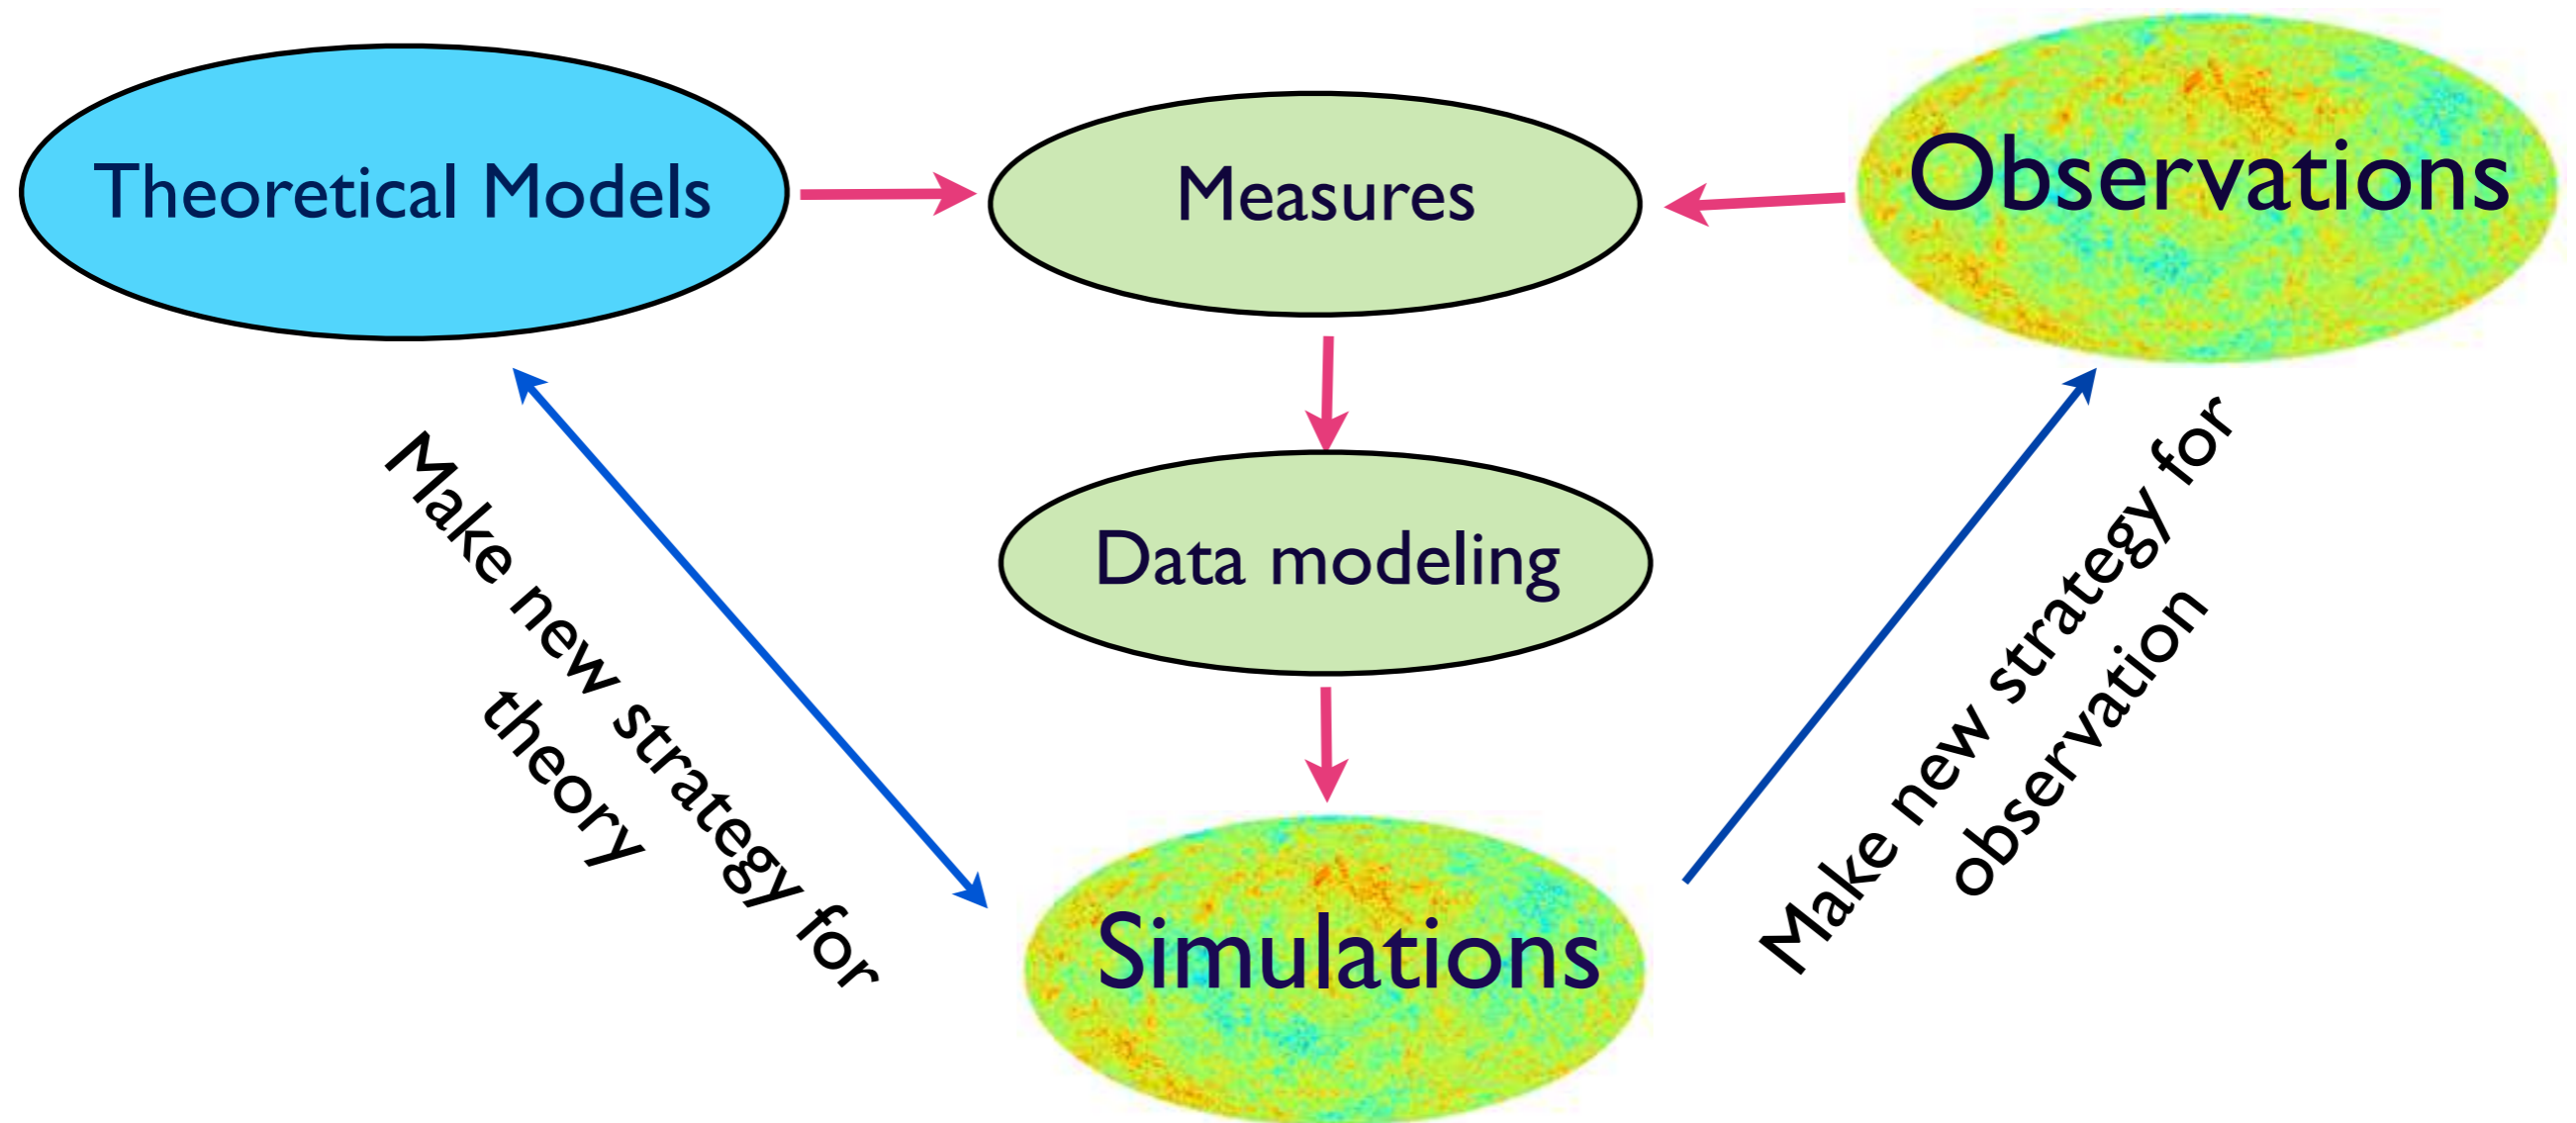 Theoretical Models
Measures
Observations
Data modeling
Make new strategy for
theory
Make new strategy for
observation
Simulations